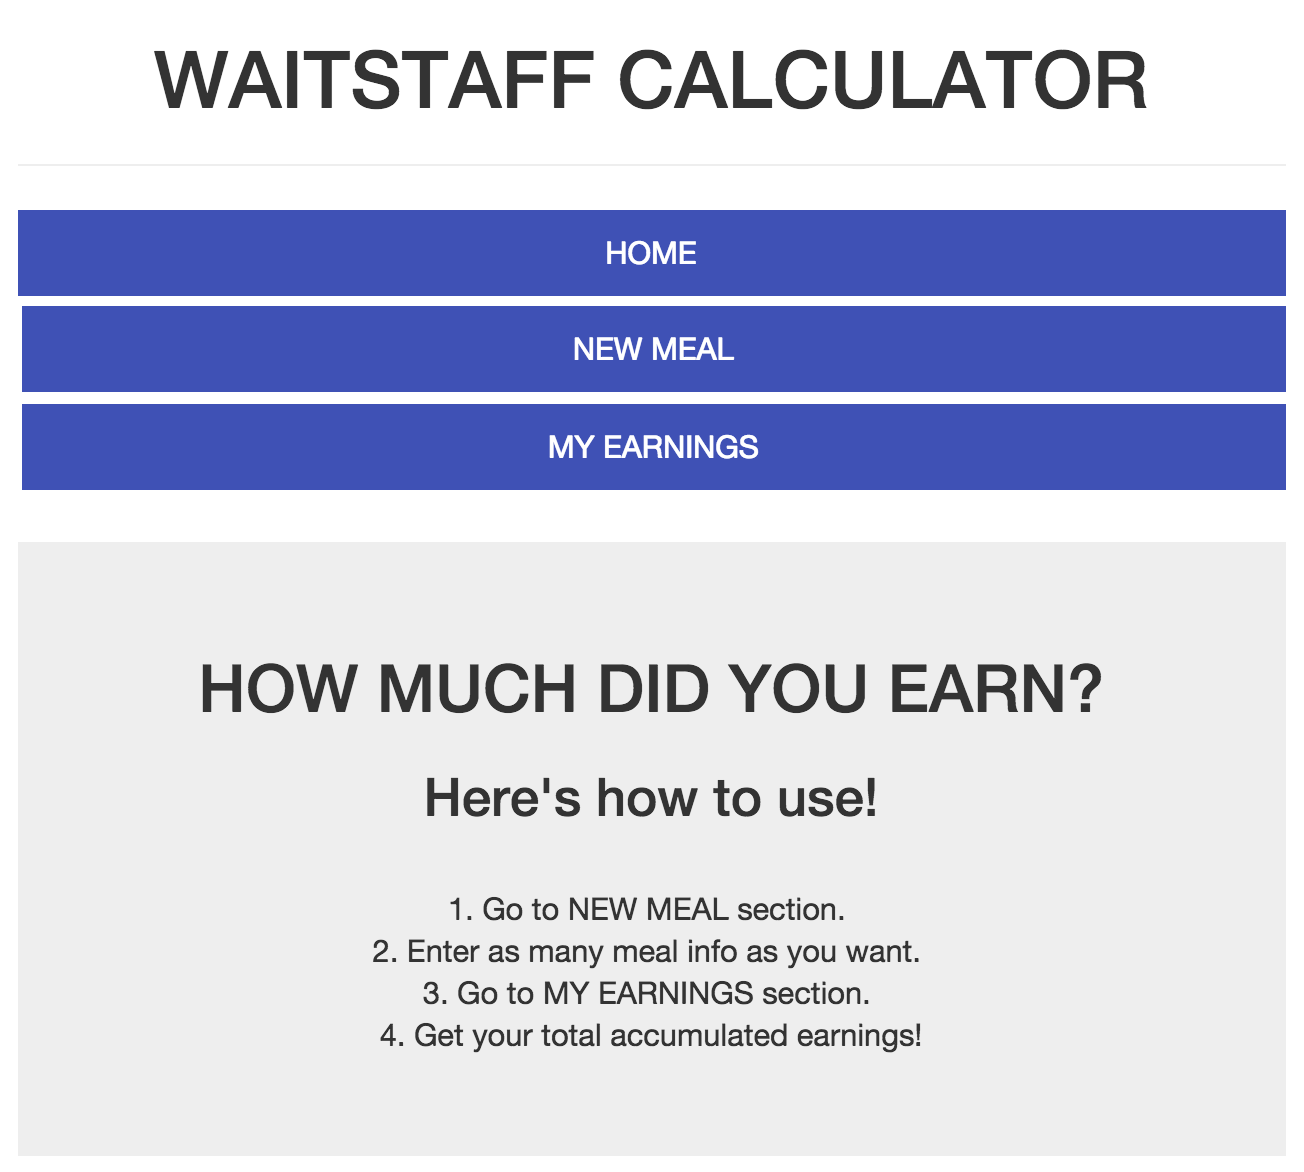 WAITSTAFF CALCULATOR
HOME
NEW MEAL
MY EARNINGS
HOW MUCH DID YOU EARN?
Here's how to use!
1. Go to NEW MEAL section.
2. Enter as many meal info as you want.
3. Go to MY EARNINGS section.
4. Get your total accumulated earnings!